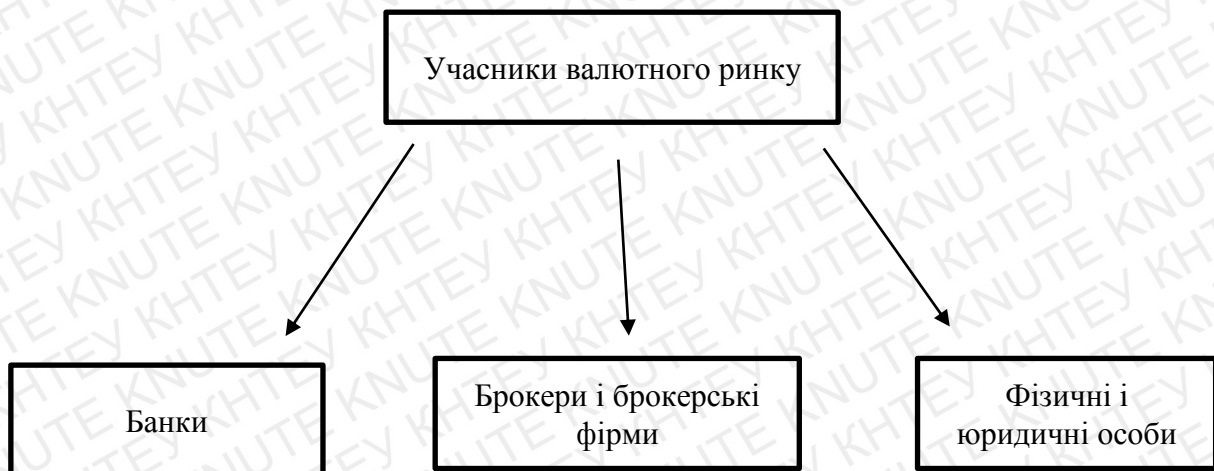 Учасники валютного ринку
Банки
Брокери і брокерські
фірми
Фізичні і
юридичні особи